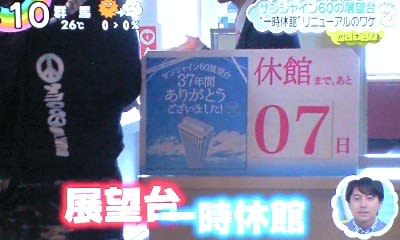 10
群馬
26℃
0>0%
サンシャイン60の展望台
"一時休館"リニューアルのワケ
サンシャイン60展望台
37年間
ありがとう
ございました!
休館まで、あと
07日
展望台
一時休館